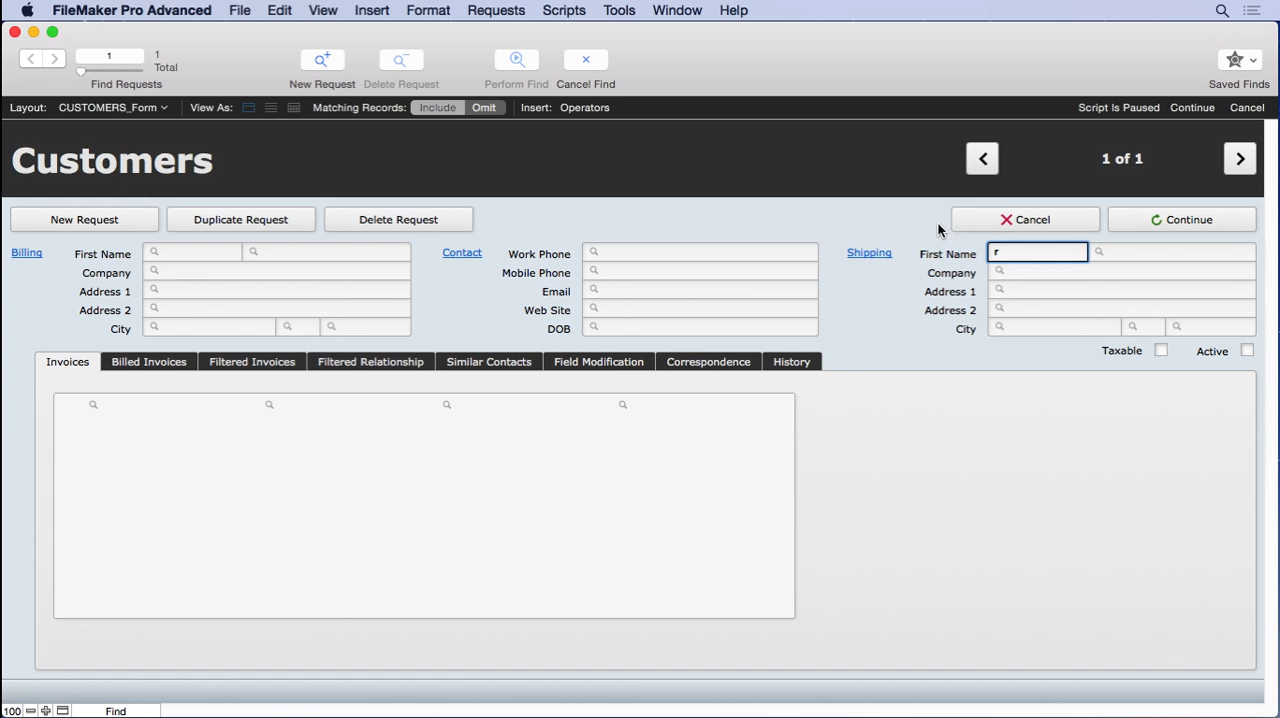 FileMaker Pro Advanced File Edit View Insert Format Requests Scripts Tools Window Help
1
1
Total
Find Requests
New Request Delete Request Perform Find Cancel Find Saved Finds
Layout: CUSTOMERS_Form View As: Matching Records: Include Omit Insert: Operators Script Is Paused Continue Cancel
Customers 1 of 1
New Request Duplicate Request Delete Request Cancel Continue
Billing First Name Contact Work Phone Shipping First Name r
Company Mobile Phone Company
Address 1 Email Address 1
Address 2 Web Site Address 2
City DOB City
Taxable Active
Invoices Billed Invoices Filtered Invoices Filtered Relationship Similar Contacts Field Modification Correspondence History
100 Find